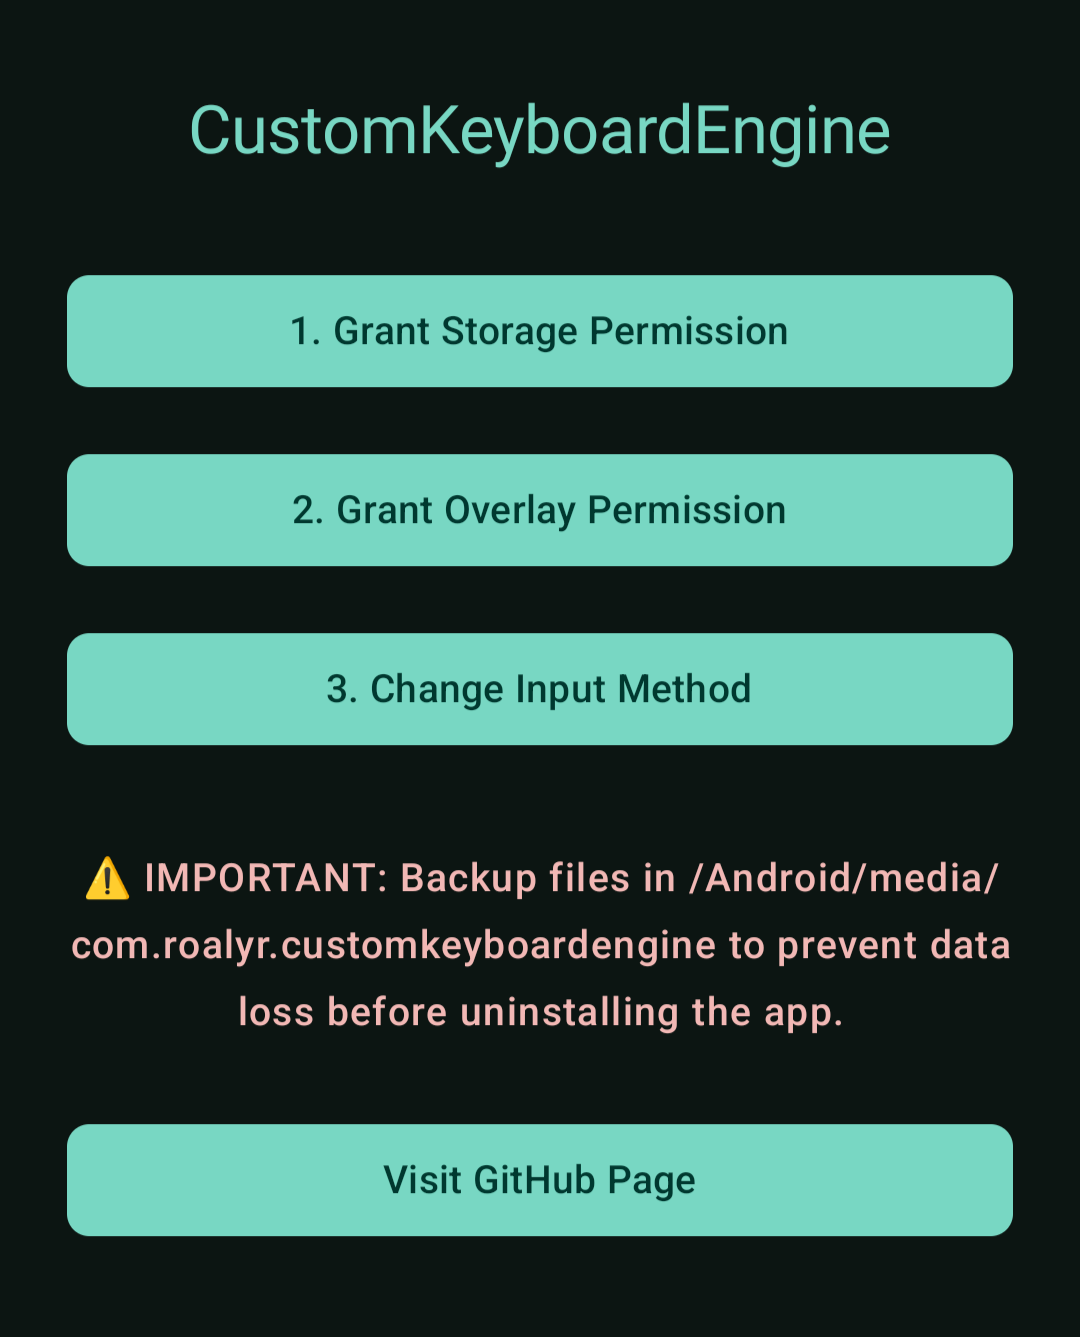 CustomKeyboardEngine
1. Grant Storage Permission
2. Grant Overlay Permission
3. Change Input Method
⚠️ IMPORTANT: Backup files in /Android/media/
com.roalyr.customkeyboardengine to prevent data
loss before uninstalling the app.
Visit GitHub Page